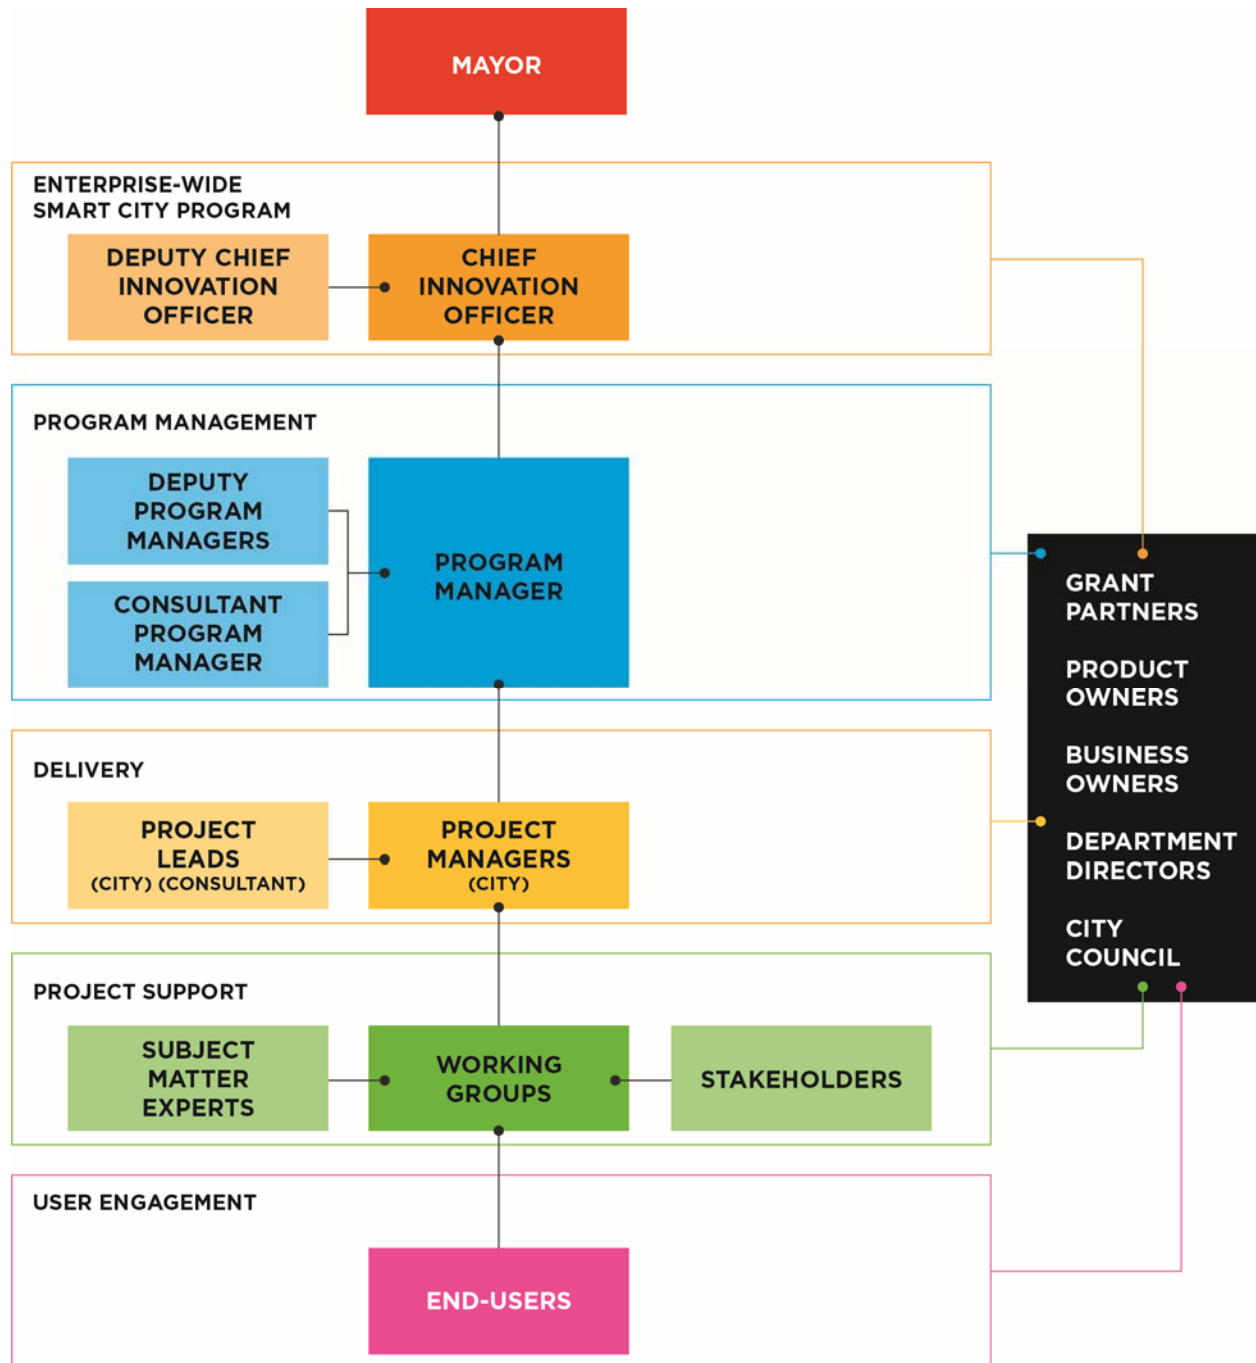 MAYOR
ENTERPRISE-WIDE
SMART CITY PROGRAM
DEPUTY CHIEF
INNOVATION
OFFICER
CHIEF
INNOVATION
OFFICER
PROGRAM MANAGEMENT
DEPUTY
PROGRAM
MANAGERS
CONSULTANT
PROGRAM
MANAGER
PROGRAM
MANAGER
DELIVERY
PROJECT
LEADS
(CITY) (CONSULTANT)
PROJECT
MANAGERS
(CITY)
PROJECT SUPPORT
SUBJECT
MATTER
EXPERTS
WORKING
GROUPS
STAKEHOLDERS
USER ENGAGEMENT
END-USERS
GRANT
PARTNERS
PRODUCT
OWNERS
BUSINESS
OWNERS
DEPARTMENT
DIRECTORS
CITY
COUNCIL